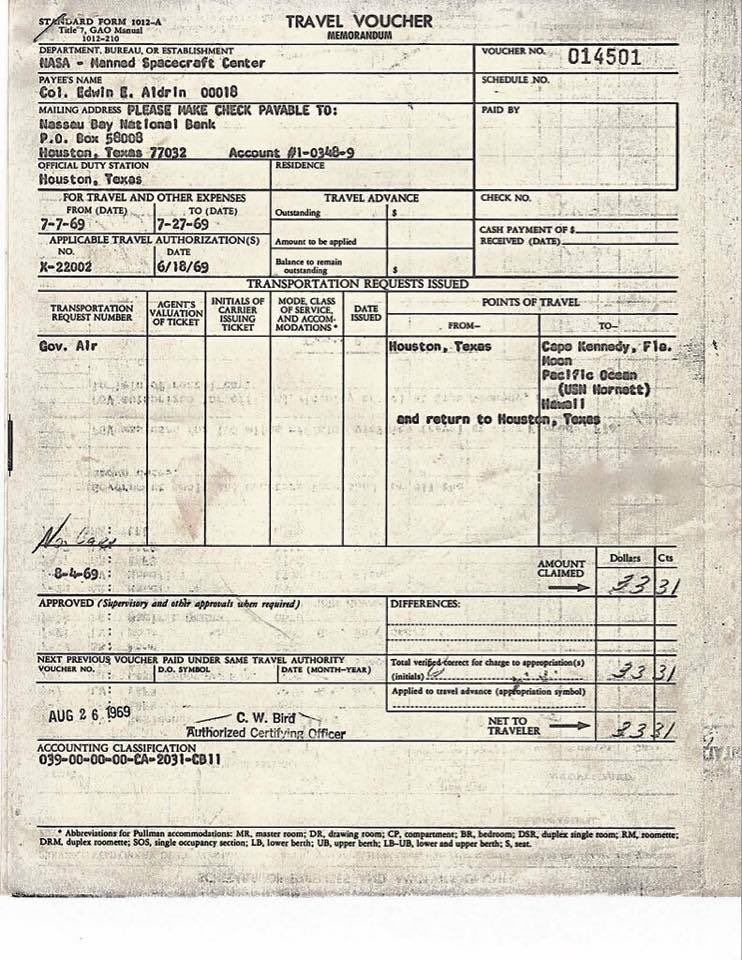 STANDARD FORM 1012-A
Title 7, GAO Manual
1012-210
TRAVEL VOUCHER
MEMORANDUM
DEPARTMENT, BUREAU, OR ESTABLISHMENT
NASA - Manned Spacecraft Center
VOUCHER NO. 014501
PAYEE'S NAME
Col. Edwin E. Aldrin 00018
SCHEDULE NO.
MAILING ADDRESS PLEASE MAKE CHECK PAYABLE TO:
Nassau Bay National Bank
P.O. Box 58008
Houston, Texas 77032 Account #1-0348-9
PAID BY
OFFICIAL DUTY STATION
Houston, Texas
RESIDENCE
FOR TRAVEL AND OTHER EXPENSES
FROM (DATE) TO (DATE)
7-7-69 7-27-69
TRAVEL ADVANCE
Outstanding $
CHECK NO.
APPLICABLE TRAVEL AUTHORIZATION(S)
NO. DATE
X-22002 6/18/69
Amount to be applied
Balance to remain
outstanding $
CASH PAYMENT OF $
RECEIVED (DATE)
TRANSPORTATION REQUESTS ISSUED
TRANSPORTATION
REQUEST NUMBER
AGENT'S
VALUATION
OF TICKET
INITIALS OF
CARRIER
ISSUING
TICKET
MODE, CLASS
OF SERVICE,
AND ACCOM-
MODATIONS *
DATE
ISSUED
POINTS OF TRAVEL
FROM— TO—
Gov. Air Houston, Texas Cape Kennedy, Fla.
Moon
Pacific Ocean
(USN Hornett)
Hawaii
and return to Houston, Texas
8-4-69
AMOUNT
CLAIMED
Dollars Cts
33 31
APPROVED (Supervisory and other approvals when required)
DIFFERENCES:
NEXT PREVIOUS VOUCHER PAID UNDER SAME TRAVEL AUTHORITY
VOUCHER NO. D.O. SYMBOL DATE (MONTH-YEAR)
Total verified correct for charge to appropriation(s)
(initials) 33 31
Applied to travel advance (appropriation symbol)
AUG 26 1969
C. W. Bird
Authorized Certifying Officer
NET TO
TRAVELER 33 31
ACCOUNTING CLASSIFICATION
039-00-00-00-CA-2031-CB11
* Abbreviations for Pullman accommodations: MR, master room; DR, drawing room; CP, compartment; BR, bedroom; DSR, duplex single room; RM, roomette;
DRM, duplex roomette; SOS, single occupancy section; LB, lower berth; UB, upper berth; LB-UB, lower and upper berth; S, seat.